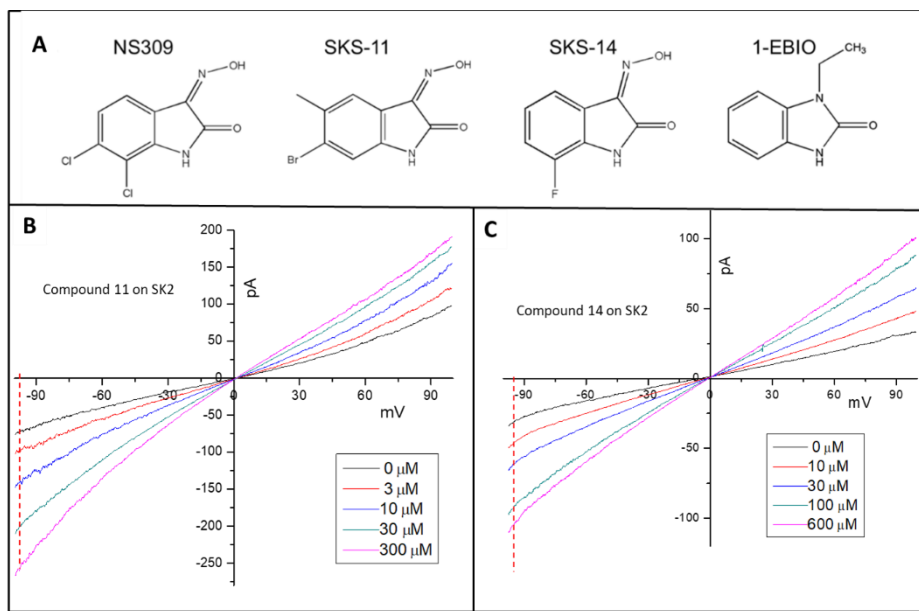 A
NS309
SKS-11
SKS-14
1-EBIO
N
OH
O
NH
Cl
Cl
N
OH
O
NH
Br
N
OH
O
NH
F
CH3
N
O
NH
B
200
175
150
125
100
75
50
25
0
-50
-75
-100
-125
-150
-175
-200
-225
-250
pA
Compound 11 on SK2
-90 -60 -30 0 30 60 90
mV
0 μM
3 μM
10 μM
30 μM
300 μM
C
100
50
0
-50
-100
pA
Compound 14 on SK2
-90 -60 -30 0 30 60 90
mV
0 μM
10 μM
30 μM
100 μM
600 μM